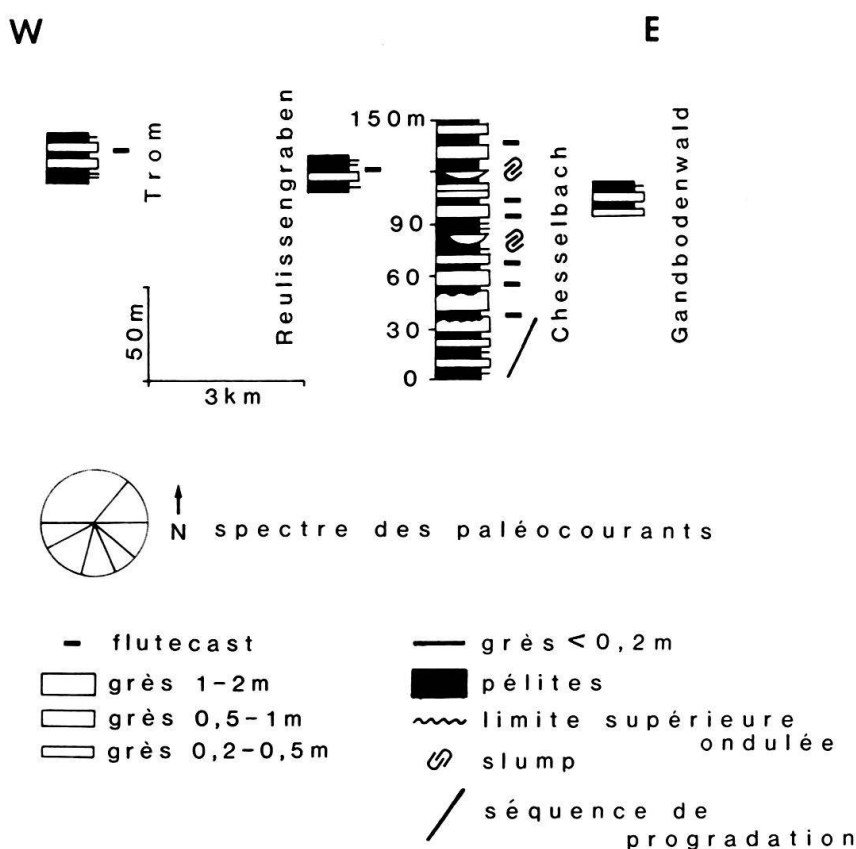 W E
Trom
Reulissengraben
150m
90
60
30
0
Chesselbach
Gandbodenwald
50m
3km
N spectre des paléocourants
flutecast
grès 1-2m
grès 0,5-1m
grès 0,2-0,5m
grès < 0,2m
pélites
limite supérieure
ondulée
slump
séquence de
progradation